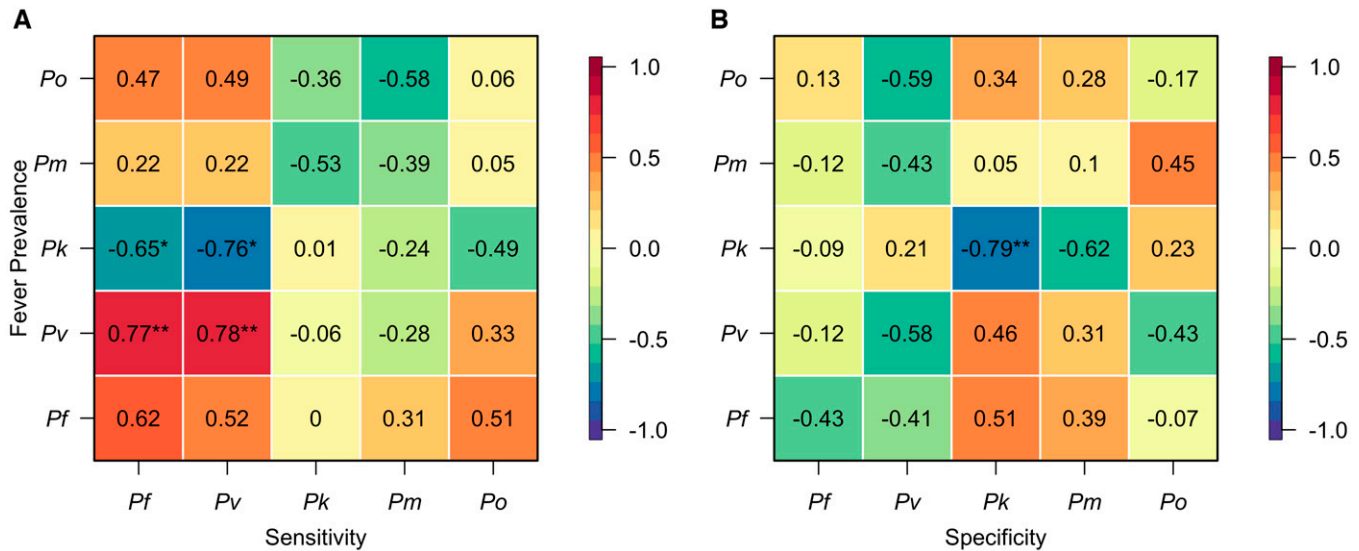 A
Fever Prevalence
Po 0.47 0.49 -0.36 -0.58 0.06
Pm 0.22 0.22 -0.53 -0.39 0.05
Pk -0.65* -0.76* 0.01 -0.24 -0.49
Pv 0.77** 0.78** -0.06 -0.28 0.33
Pf 0.62 0.52 0 0.31 0.51
Pf Pv Pk Pm Po
Sensitivity
1.0
0.5
0.0
-0.5
-1.0
B
0.13 -0.59 0.34 0.28 -0.17
Po
-0.12 -0.43 0.05 0.1 0.45
Pm
-0.09 0.21 -0.79** -0.62 0.23
Pk
-0.12 -0.58 0.46 0.31 -0.43
Pv
-0.43 -0.41 0.51 0.39 -0.07
Pf
Pf Pv Pk Pm Po
Specificity
1.0
0.5
0.0
-0.5
-1.0